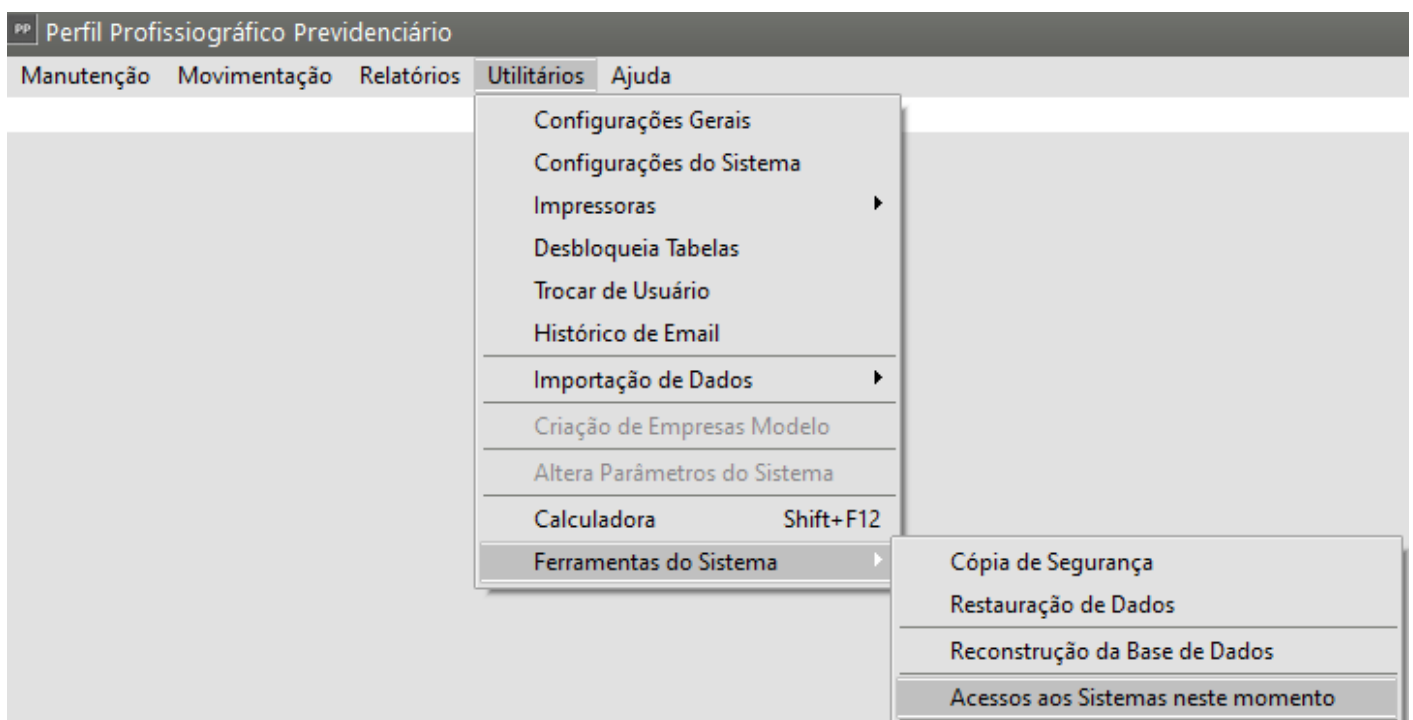 PP Perfil Profissiográfico Previdenciário
Manutenção Movimentação Relatórios Utilitários Ajuda
Configurações Gerais
Configurações do Sistema
Impressoras
Desbloqueia Tabelas
Trocar de Usuário
Histórico de Email
Importação de Dados
Criação de Empresas Modelo
Altera Parâmetros do Sistema
Calculadora Shift+F12
Ferramentas do Sistema
Cópia de Segurança
Restauração de Dados
Reconstrução da Base de Dados
Acessos aos Sistemas neste momento